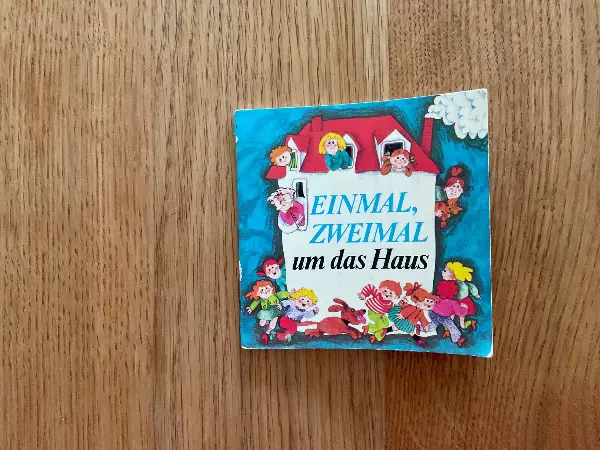 EINMAL,
ZWEIMAL
um das Haus